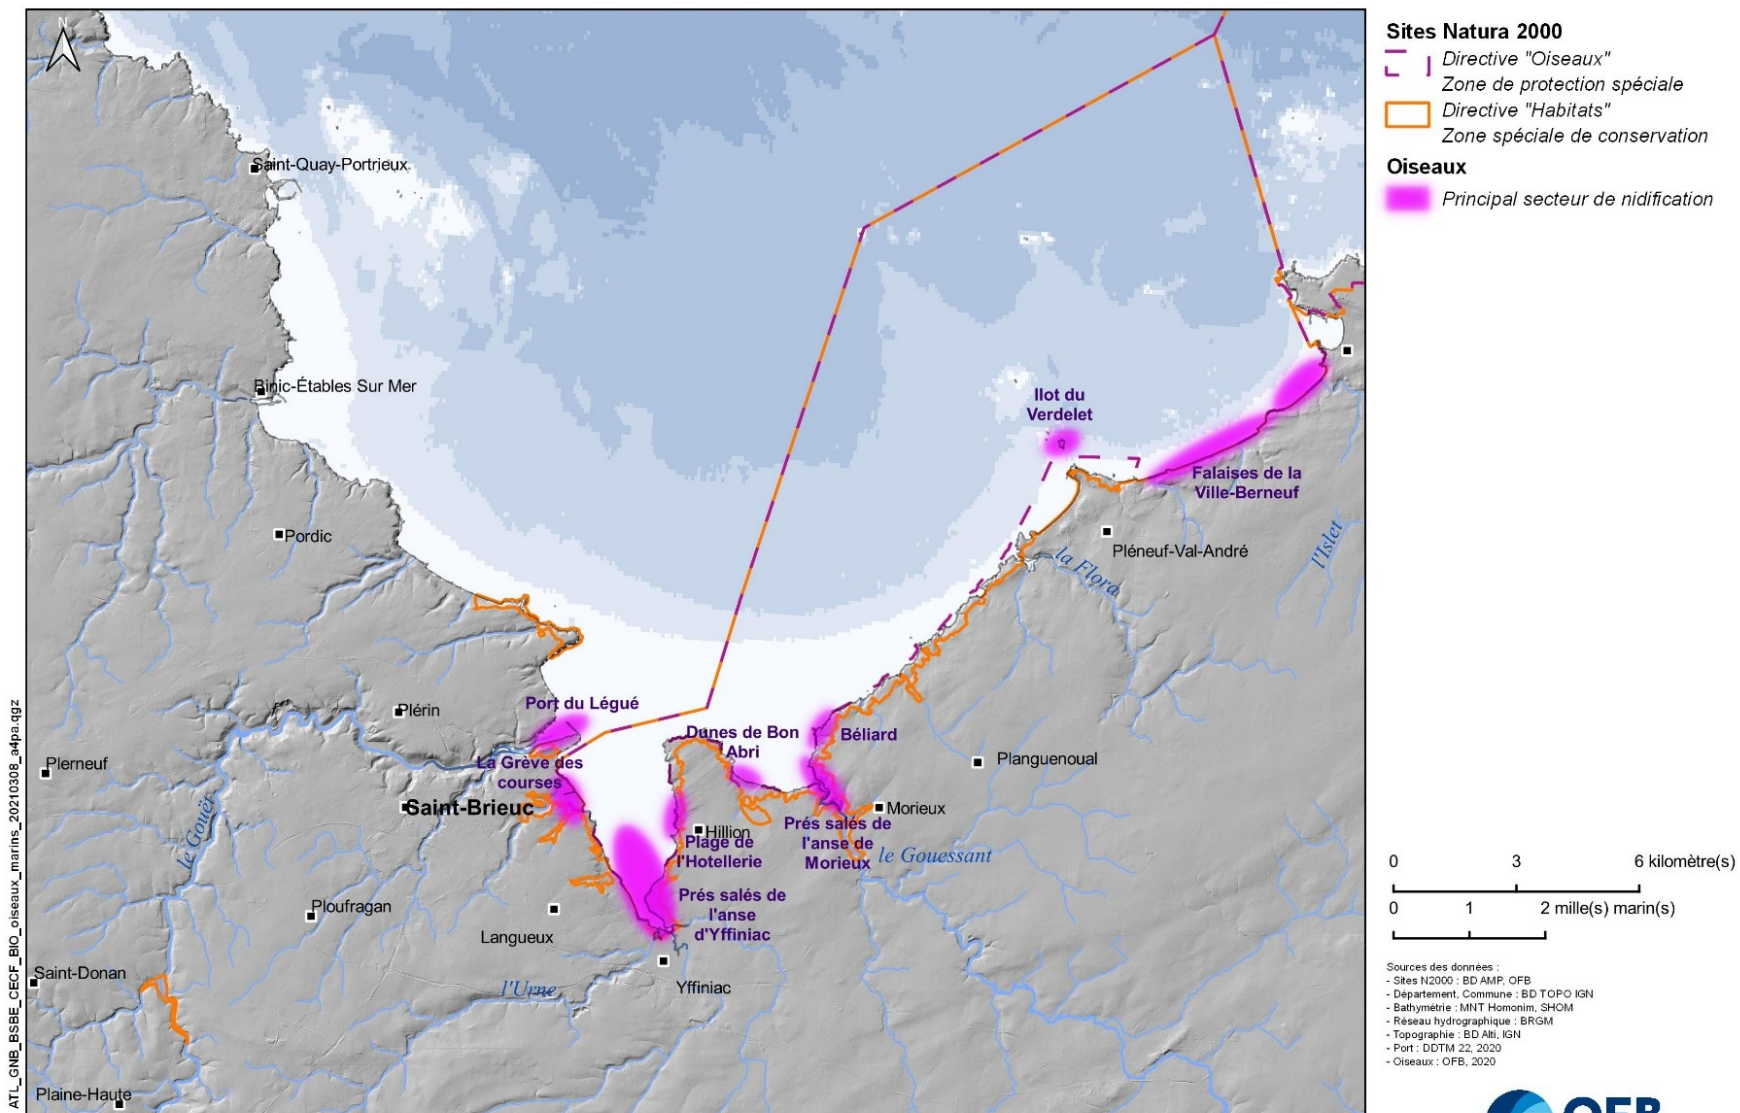 N
Saint-Quay-Portrieux
Binic-Étables Sur Mer
Pordic
Plérin
Plerneuf
Saint-Brieuc
le Gouët
Ploufragan
Saint-Donan
Plaine-Haute
Langueux
l'Urne
Yffiniac
Port du Légué
La Grève des
courses
Dunes de Bon
Abri
Hillion
Plage de
l'Hotellerie
Prés salés de
l'anse
d'Yffiniac
Béliard
Prés salés de
l'anse de
Morieux
Morieux
le Gouessant
Planguenoual
Ilot du
Verdelet
la Flora
Pléneuf-Val-André
Falaises de la
Ville-Berneuf
l'Islet
ATL_GNB_BSBE_CECF_BIO_oiseaux_marins_20210308_a4pa.qgz
Sites Natura 2000
Directive "Oiseaux"
Zone de protection spéciale
Directive "Habitats"
Zone spéciale de conservation
Oiseaux
Principal secteur de nidification
0 3 6 kilomètre(s)
0 1 2 mille(s) marin(s)
Sources des données :
- Sites N2000 : BD AMP, OFB
- Département, Commune : BD TOPO IGN
- Bathymétrie : MNT Homonim, SHOM
- Réseau hydrographique : BRGM
- Topographie : BD Alti, IGN
- Port : DDTM 22, 2020
- Oiseaux : OFB, 2020
OFB